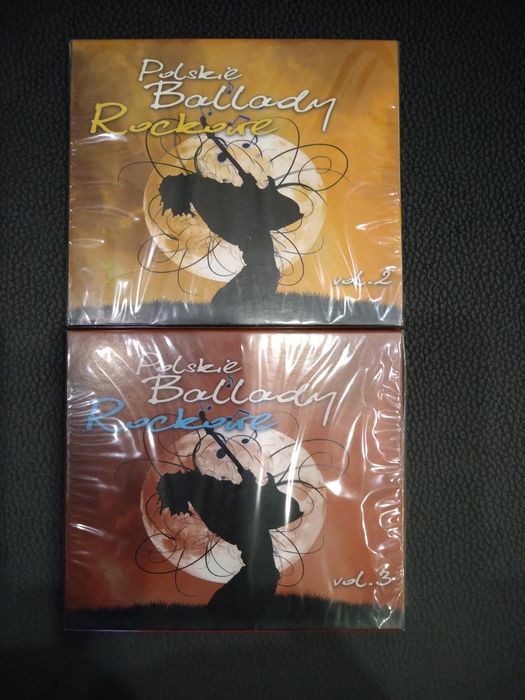 Polskie
Ballady
Rockowe
vol.2
Polskie
Ballady
Rockowe
vol.3